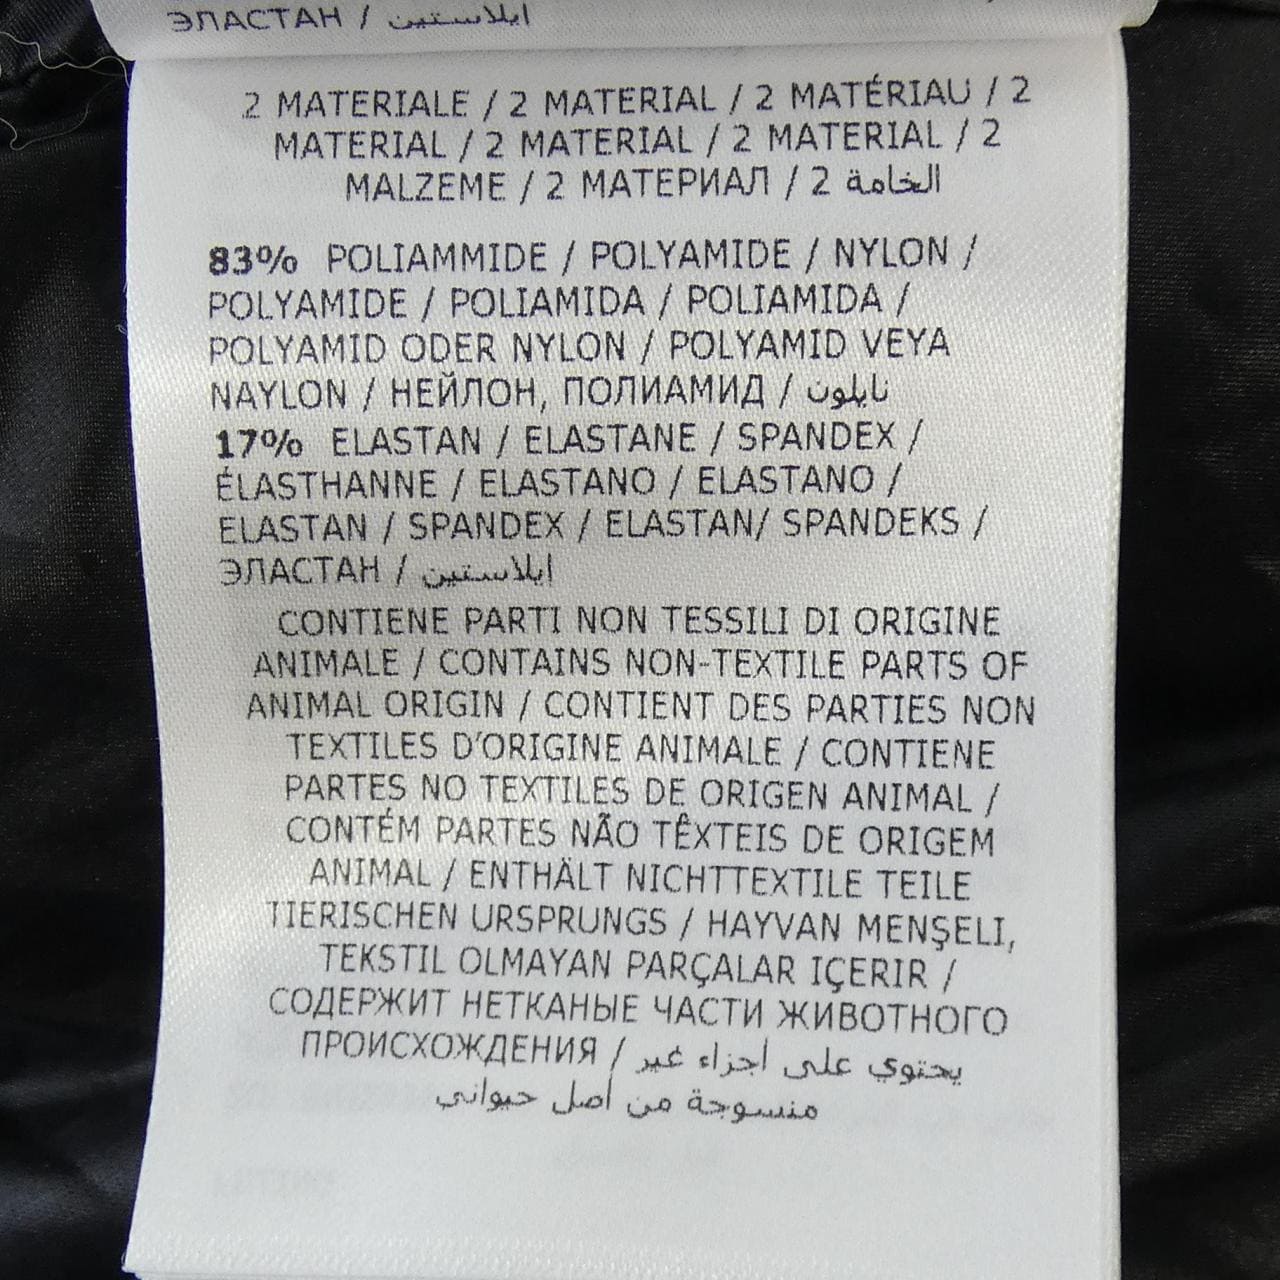 ЭЛАСТАН / ايلاستين
2 MATERIALE / 2 MATERIAL / 2 MATÉRIAU / 2
MATERIAL / 2 MATERIAL / 2 MATERIAL / 2
MALZEME / 2 МАТЕРИАЛ / 2 الخامة
83% POLIAMMIDE / POLYAMIDE / NYLON /
POLYAMIDE / POLIAMIDA / POLIAMIDA /
POLYAMID ODER NYLON / POLYAMID VEYA
NAYLON / НЕЙЛОН, ПОЛИАМИД / نايلون
17% ELASTAN / ELASTANE / SPANDEX /
ÉLASTHANNE / ELASTANO / ELASTANO /
ELASTAN / SPANDEX / ELASTAN/ SPANDEKS /
ЭЛАСТАН / ايلاستين
CONTIENE PARTI NON TESSILI DI ORIGINE
ANIMALE / CONTAINS NON-TEXTILE PARTS OF
ANIMAL ORIGIN / CONTIENT DES PARTIES NON
TEXTILES D'ORIGINE ANIMALE / CONTIENE
PARTES NO TEXTILES DE ORIGEN ANIMAL /
CONTÉM PARTES NÃO TÊXTEIS DE ORIGEM
ANIMAL / ENTHÄLT NICHTTEXTILE TEILE
TIERISCHEN URSPRUNGS / HAYVAN MENŞELI,
TEKSTIL OLMAYAN PARÇALAR IÇERIR /
СОДЕРЖИТ НЕТКАНЫЕ ЧАСТИ ЖИВОТНОГО
ПРОИСХОЖДЕНИЯ / يحتوي على أجزاء غير
منسوجة من أصل حيواني